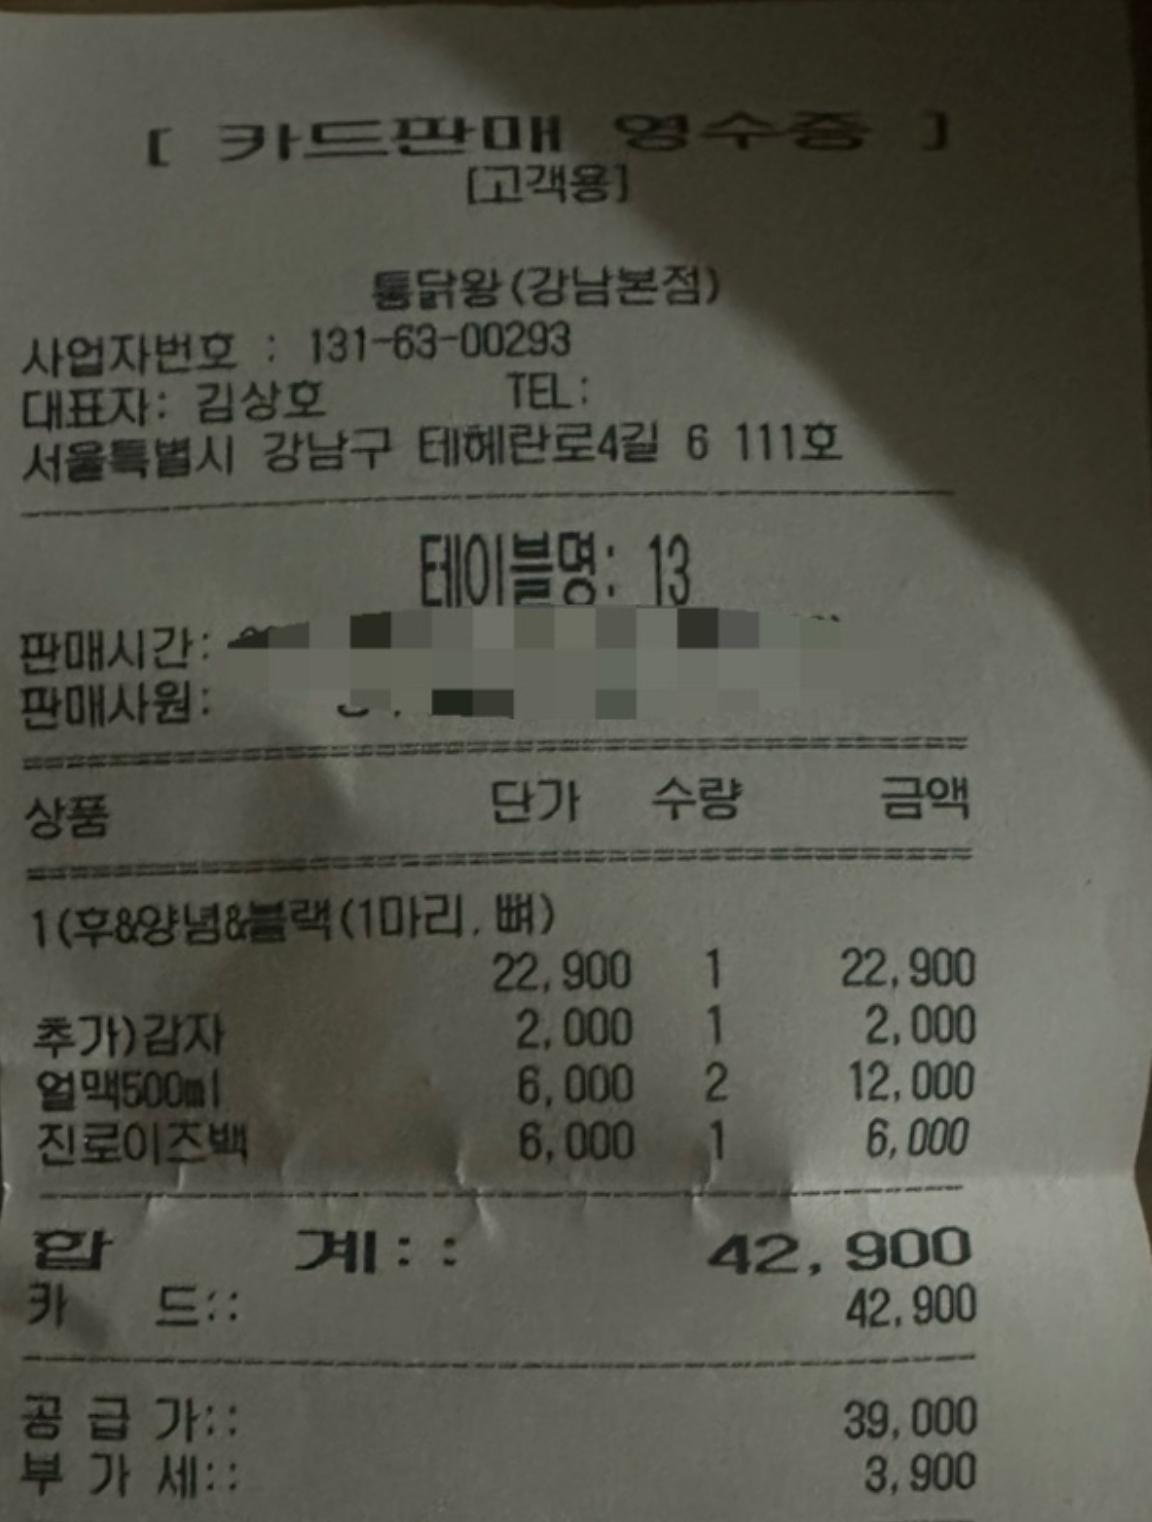 [ 카드판매 영수증 ]
[고객용]
통닭왕(강남본점)
사업자번호 : 131-63-00293
대표자: 김상호 TEL:
서울특별시 강남구 테헤란로4길 6 111호
테이블명: 13
판매시간:
판매사원:
상품 단가 수량 금액
1(후&양념&블랙(1마리, 뼈)
22,900 1 22,900
추가)감자 2,000 1 2,000
얼맥500ml 6,000 2 12,000
진로이즈백 6,000 1 6,000
합 계:: 42,900
카 드:: 42,900
공 급 가:: 39,000
부 가 세:: 3,900